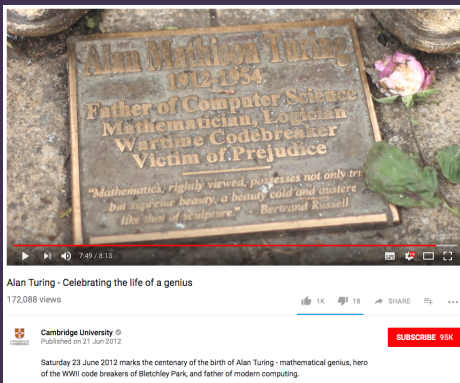 Alan Mathison Turing
1912-1954
Father of Computer Science
Mathematician, Logician
Wartime Codebreaker
Victim of Prejudice
"Mathematics, rightly viewed, possesses not only tru
but supreme beauty, a beauty cold and austere
like that of sculpture." Bertrand Russell
7:49 / 8:13
Alan Turing - Celebrating the life of a genius
172,088 views
1K 18 SHARE
Cambridge University
Published on 21 Jun 2012
SUBSCRIBE 95K
Saturday 23 June 2012 marks the centenary of the birth of Alan Turing - mathematical genius, hero
of the WWII code breakers of Bletchley Park, and father of modern computing.